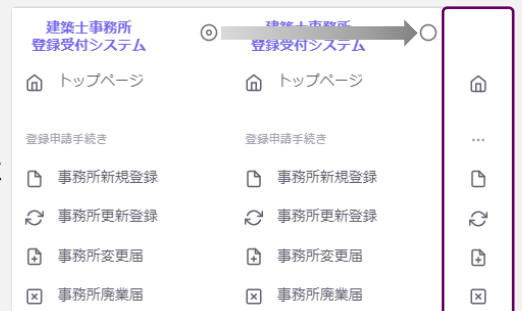 建築士事務所
登録受付システム
トップページ
登録申請手続き
事務所新規登録
事務所更新登録
事務所変更届
事務所廃業届
建築士事務所
登録受付システム
トップページ
登録申請手続き
事務所新規登録
事務所更新登録
事務所変更届
事務所廃業届
...